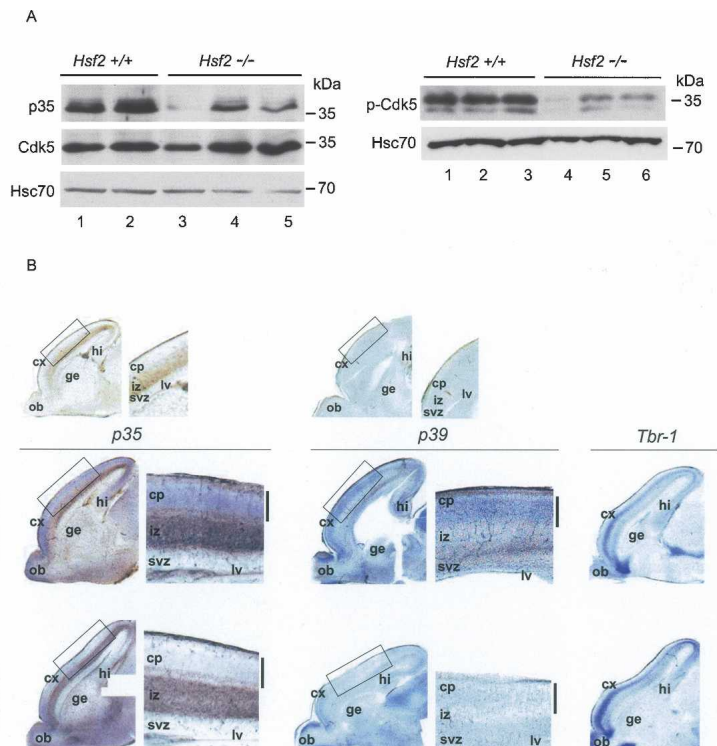 A
Hsf2 +/+ Hsf2 -/-
kDa
p35
35
Cdk5
35
Hsc70
70
1 2 3 4 5
Hsf2 +/+ Hsf2 -/-
kDa
p-Cdk5
35
Hsc70
70
1 2 3 4 5 6
B
cx hi ge ob
cp iz lv svz
cx hi ge ob
cp iz lv svz
p35 p39 Tbr-1
cx hi ge ob
cp iz svz lv
cx hi ge ob
cp iz svz lv
cx hi ge ob
cx hi ge ob
cp iz svz lv
cx hi ge ob
cp iz svz lv
cx hi ge ob